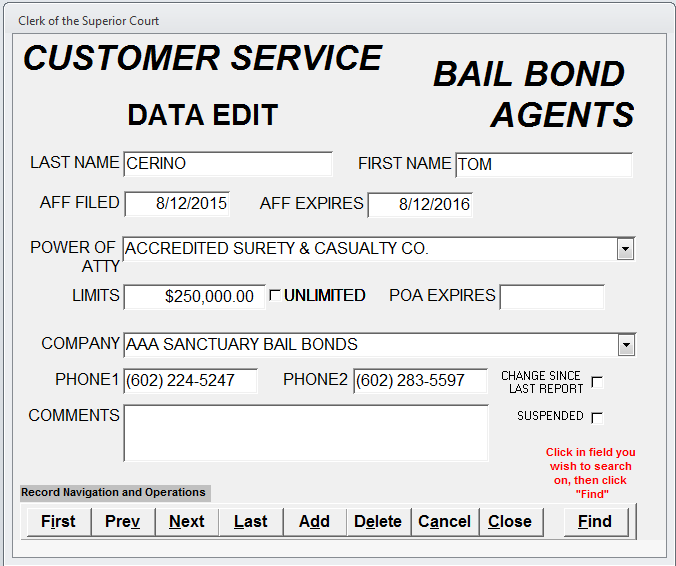 Clerk of the Superior Court
CUSTOMER SERVICE
BAIL BOND
AGENTS
DATA EDIT
LAST NAME CERINO FIRST NAME TOM
AFF FILED 8/12/2015 AFF EXPIRES 8/12/2016
POWER OF ATTY ACCREDITED SURETY & CASUALTY CO.
LIMITS $250,000.00 UNLIMITED POA EXPIRES
COMPANY AAA SANCTUARY BAIL BONDS
PHONE1 (602) 224-5247 PHONE2 (602) 283-5597 CHANGE SINCE
LAST REPORT
COMMENTS SUSPENDED
Click in field you
wish to search
on, then click
"Find"
Record Navigation and Operations
First Prev Next Last Add Delete Cancel Close Find